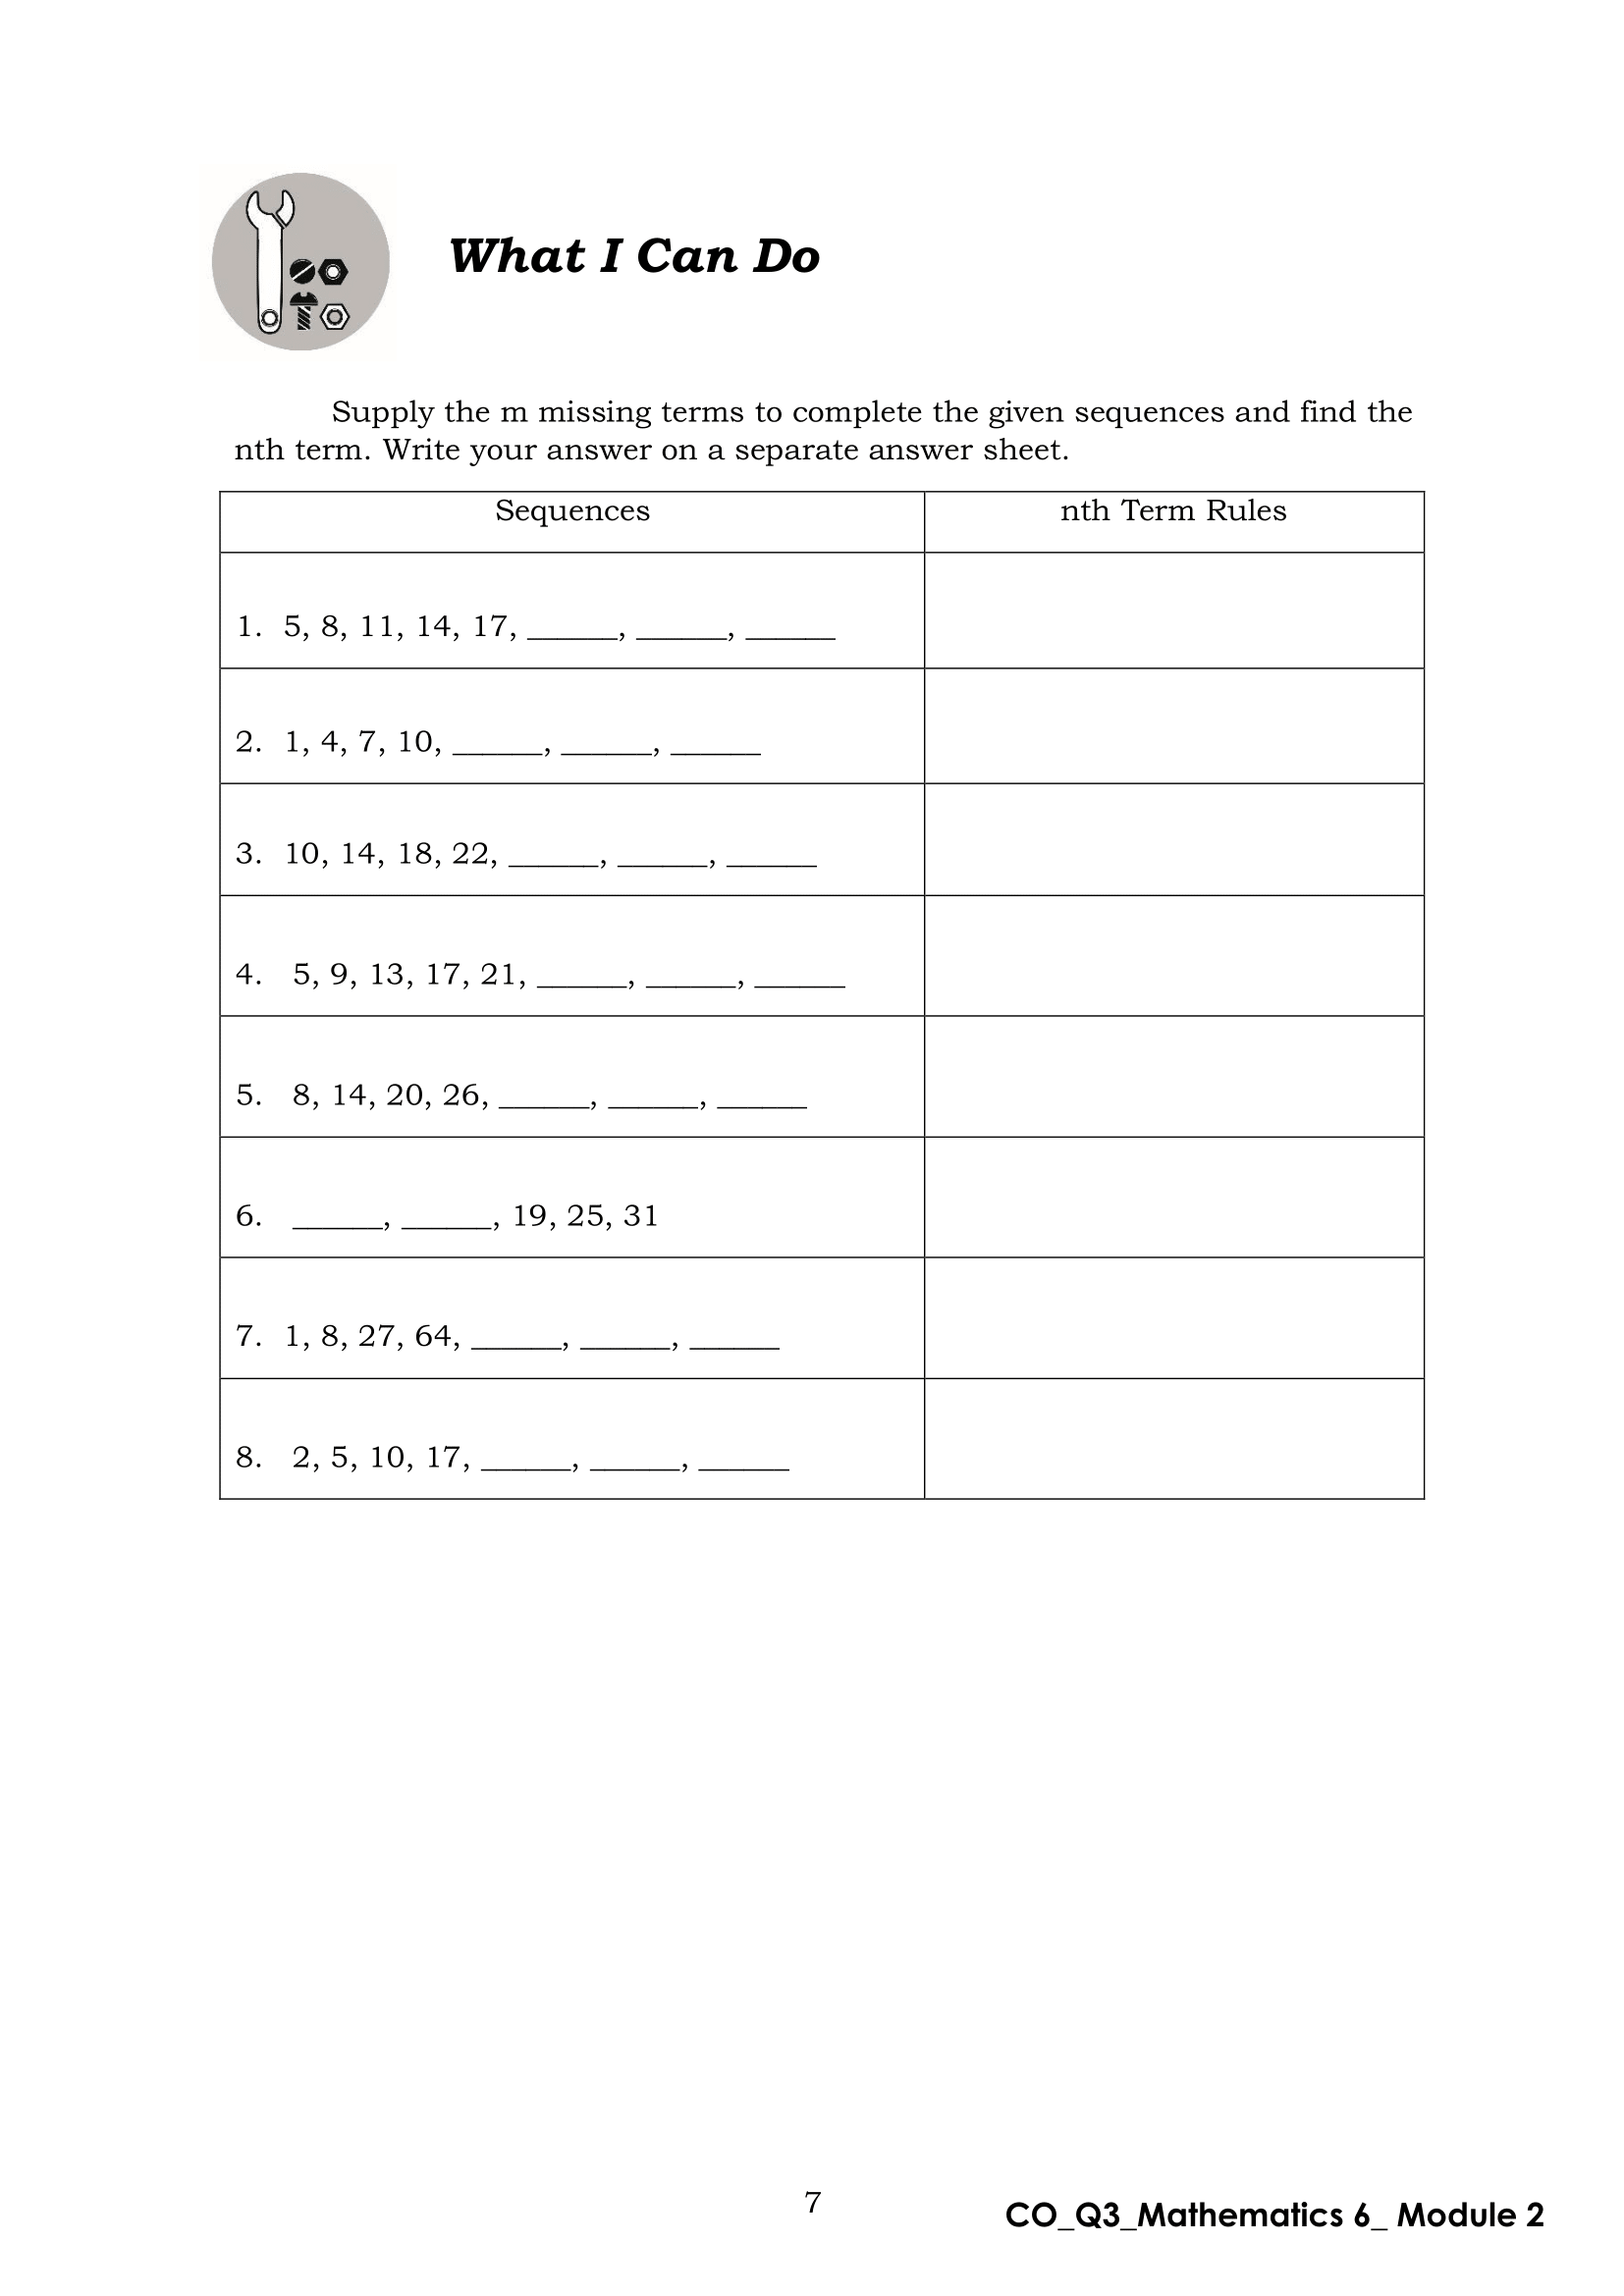 What I Can Do
Supply the m missing terms to complete the given sequences and find the
nth term. Write your answer on a separate answer sheet.
Sequences
nth Term Rules
1. 5, 8, 11, 14, 17, ______, ______, ______
2. 1, 4, 7, 10, ______, ______, ______
3. 10, 14, 18, 22, ______, ______, ______
4. 5, 9, 13, 17, 21, ______, ______, ______
5. 8, 14, 20, 26, ______, ______, ______
6. ______, ______, 19, 25, 31
7. 1, 8, 27, 64, ______, ______, ______
8. 2, 5, 10, 17, ______, ______, ______
7
CO_Q3_Mathematics 6_ Module 2